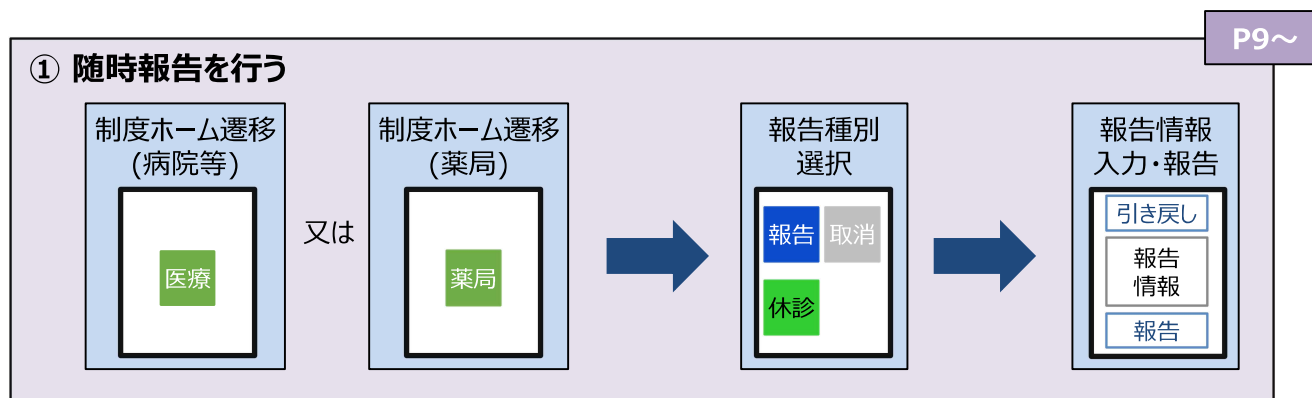 P9～
① 随時報告を行う
制度ホーム遷移
(病院等)
医療
又は
制度ホーム遷移
(薬局)
薬局
報告種別
選択
報告
取消
休診
報告情報
入力・報告
引き戻し
報告
情報
報告